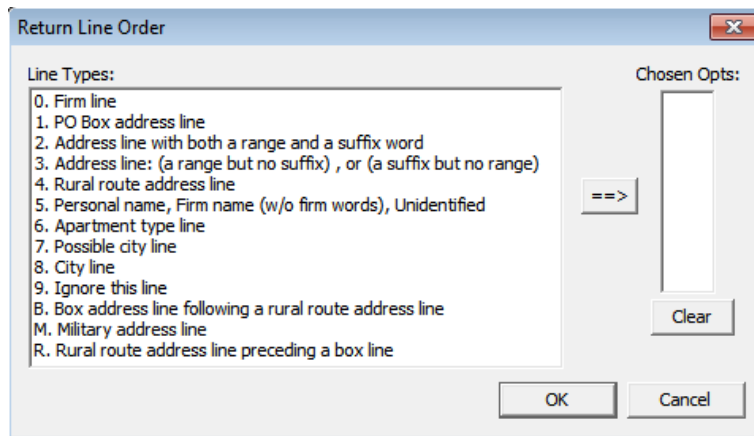 Return Line Order
Line Types:
Chosen Opts:
0. Firm line
1. PO Box address line
2. Address line with both a range and a suffix word
3. Address line: (a range but no suffix) , or (a suffix but no range)
4. Rural route address line
5. Personal name, Firm name (w/o firm words), Unidentified
6. Apartment type line
7. Possible city line
8. City line
9. Ignore this line
B. Box address line following a rural route address line
M. Military address line
R. Rural route address line preceding a box line
==>
Clear
OK
Cancel